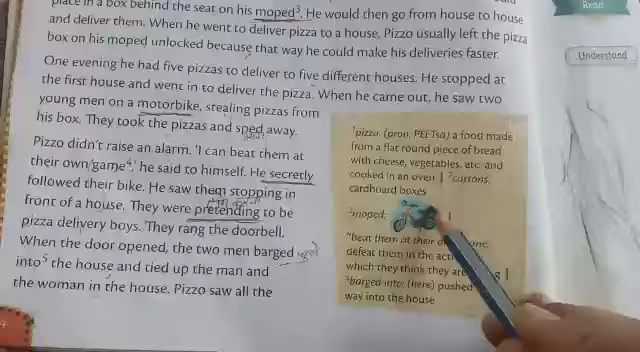 place in a box behind the seat on his moped³. He would then go from house to house
and deliver them. When he went to deliver pizza to a house, Pizzo usually left the pizza
box on his moped unlocked because that way he could make his deliveries faster.
One evening he had five pizzas to deliver to five different houses. He stopped at
the first house and went in to deliver the pizza. When he came out, he saw two
young men on a motorbike, stealing pizzas from
his box. They took the pizzas and sped away.
Pizzo didn't raise an alarm. 'I can beat them at
their own game⁴,' he said to himself. He secretly
followed their bike. He saw them stopping in
front of a house. They were pretending to be
pizza delivery boys. They rang the doorbell.
When the door opened, the two men barged
into⁵ the house and tied up the man and
the woman in the house. Pizzo saw all the
¹pizza: (pron. PEETsa) a food made
from a flat round piece of bread
with cheese, vegetables, etc. and
cooked in an oven | ²cartons:
cardboard boxes
³moped: |
⁴beat them at their
defeat them in the
which they think they are |
⁵barged into: (here) pushed
way into the house
Read
Understand